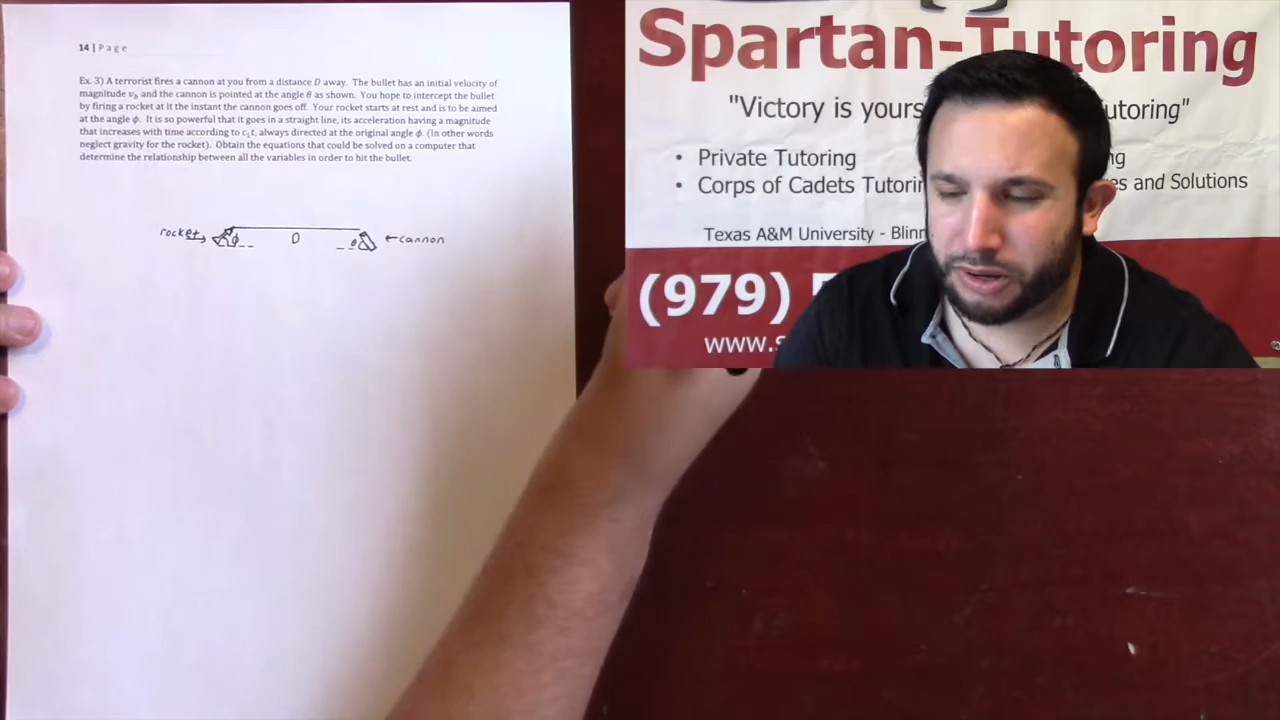 14 | Page
Ex. 3) A terrorist fires a cannon at you from a distance D away. The bullet has an initial velocity of
magnitude v_b and the cannon is pointed at the angle θ as shown. You hope to intercept the bullet
by firing a rocket at it the instant the cannon goes off. Your rocket starts at rest and is to be aimed
at the angle ϕ. It is so powerful that it goes in a straight line, its acceleration having a magnitude
that increases with time according to c₁t, always directed at the original angle ϕ. (In other words
neglect gravity for the rocket). Obtain the equations that could be solved on a computer that
determine the relationship between all the variables in order to hit the bullet.
rocket ϕ D θ cannon
Spartan-Tutoring
"Victory is yours Tutoring"
• Private Tutoring
• Corps of Cadets and Solutions
Texas A&M University - Blinn
(979)
www.